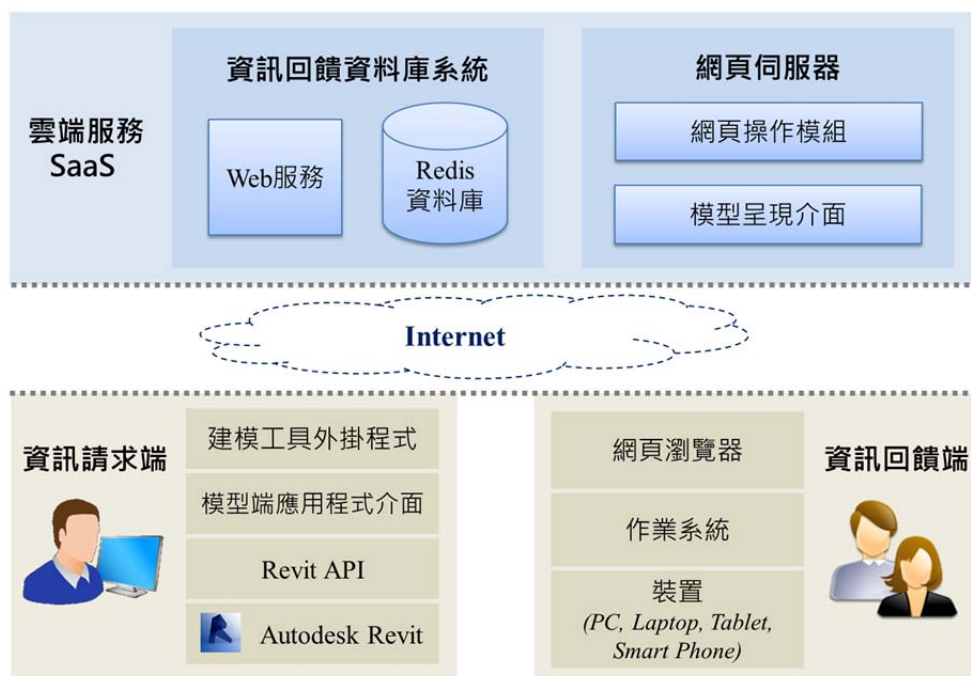 雲端服務
SaaS
資訊回饋資料庫系統
Web服務
Redis
資料庫
網頁伺服器
網頁操作模組
模型呈現介面
Internet
資訊請求端
建模工具外掛程式
模型端應用程式介面
Revit API
Autodesk Revit
網頁瀏覽器
作業系統
裝置
(PC, Laptop, Tablet,
Smart Phone)
資訊回饋端